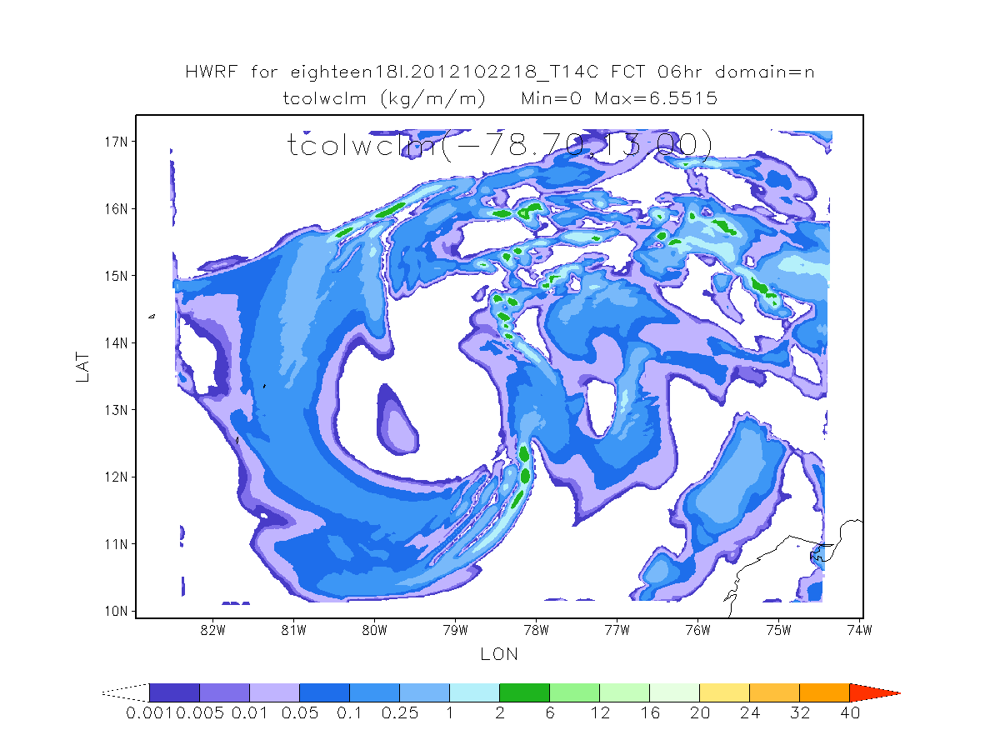 HWRF for eighteen18l.2012102218_T14C FCT 06hr domain=n
tcolwclm (kg/m/m)   Min=0 Max=6.5515
tcolwclm(-78.70,13.00)
17N
16N
15N
14N
13N
12N
11N
10N
LAT
82W 81W 80W 79W 78W 77W 76W 75W 74W
LON
0.001 0.005 0.01 0.05 0.1 0.25 1 2 6 12 16 20 24 32 40